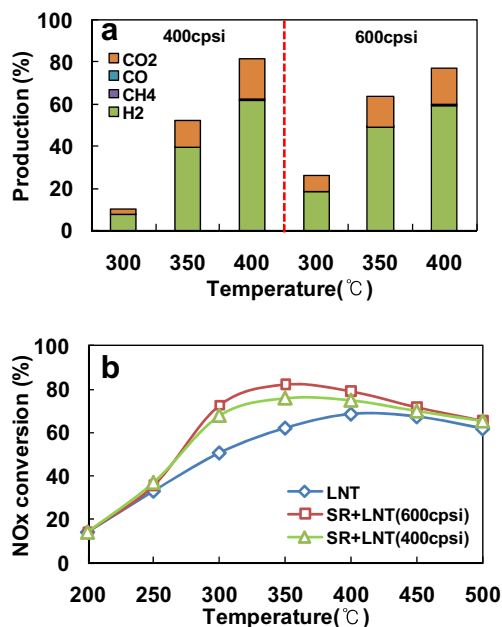 a
400cpsi
600cpsi
CO2
CO
CH4
H2
Production (%)
100
80
60
40
20
0
300 350 400 300 350 400
Temperature(℃)
b
NOx conversion (%)
100
80
60
40
20
0
LNT
SR+LNT(600cpsi)
SR+LNT(400cpsi)
200 250 300 350 400 450 500
Temperature(℃)